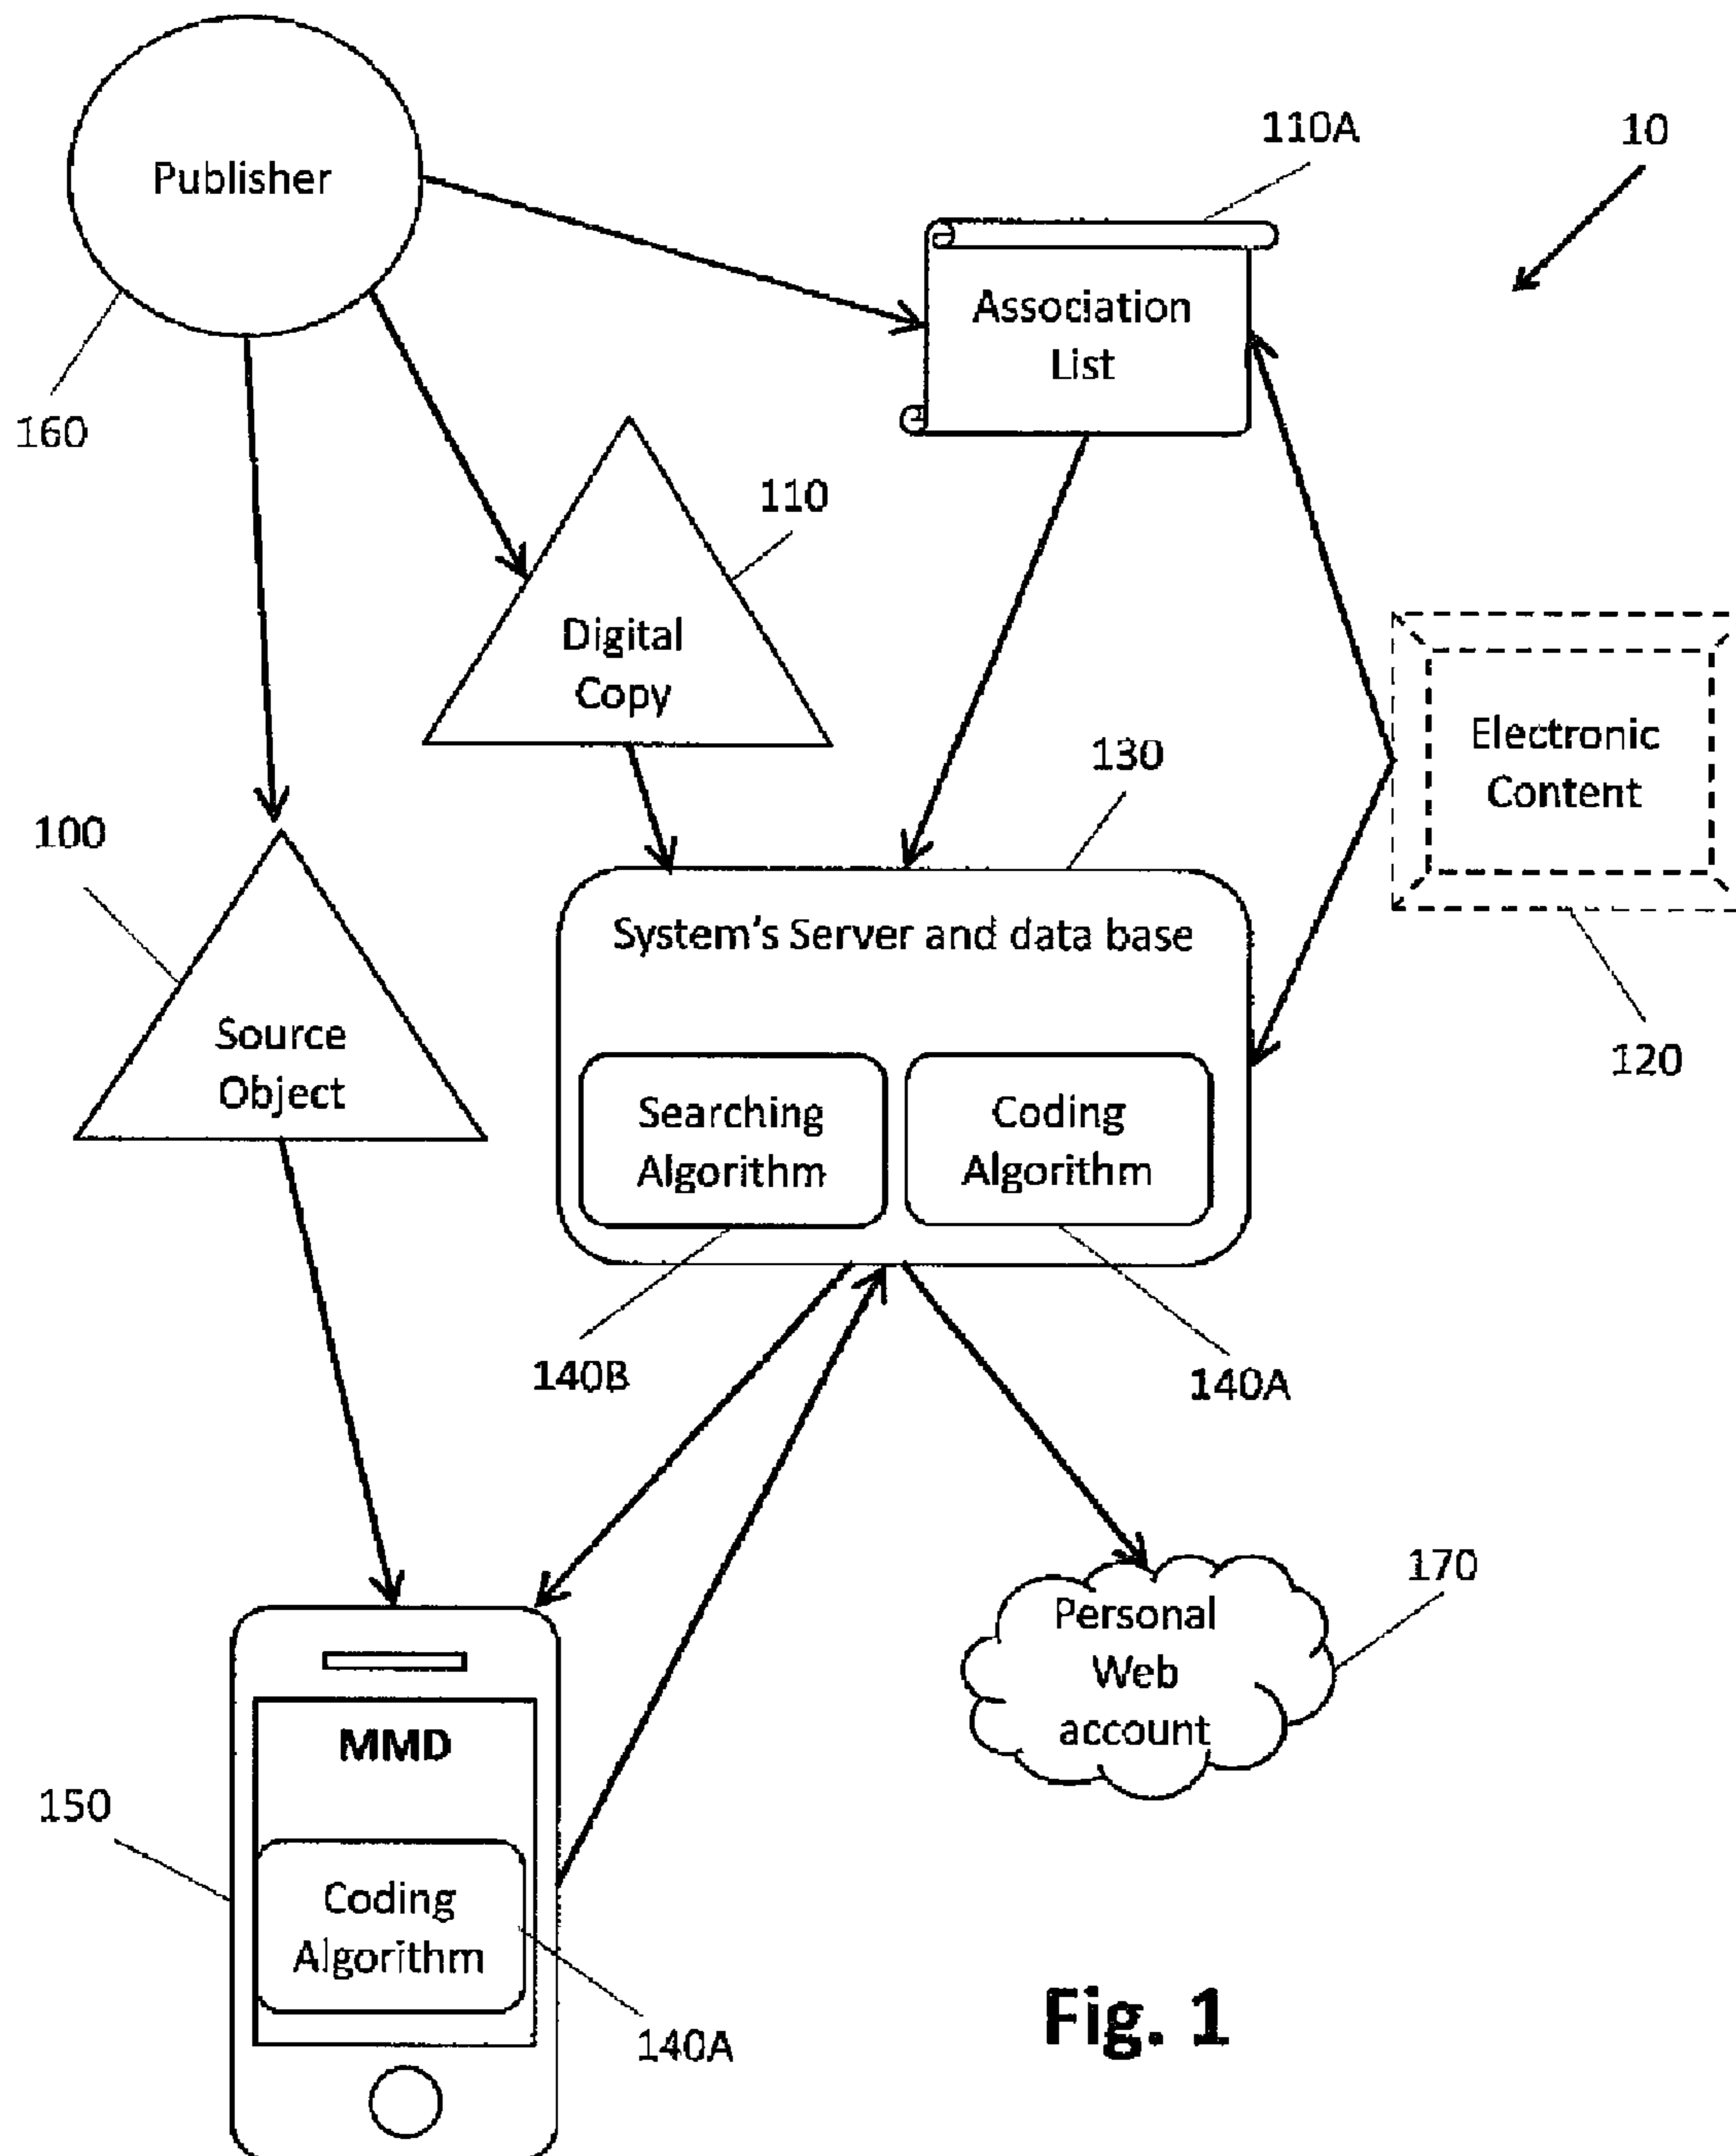 110A
10
Publisher
Association
List
160
110
Digital
Copy
130
Electronic
Content
100
System's Server and data base
Source
Object
120
Searching
Algorithm
Coding
Algorithm
140B
140A
170
Personal
Web
account
MMD
150
Coding
Algorithm
140A
Fig. 1